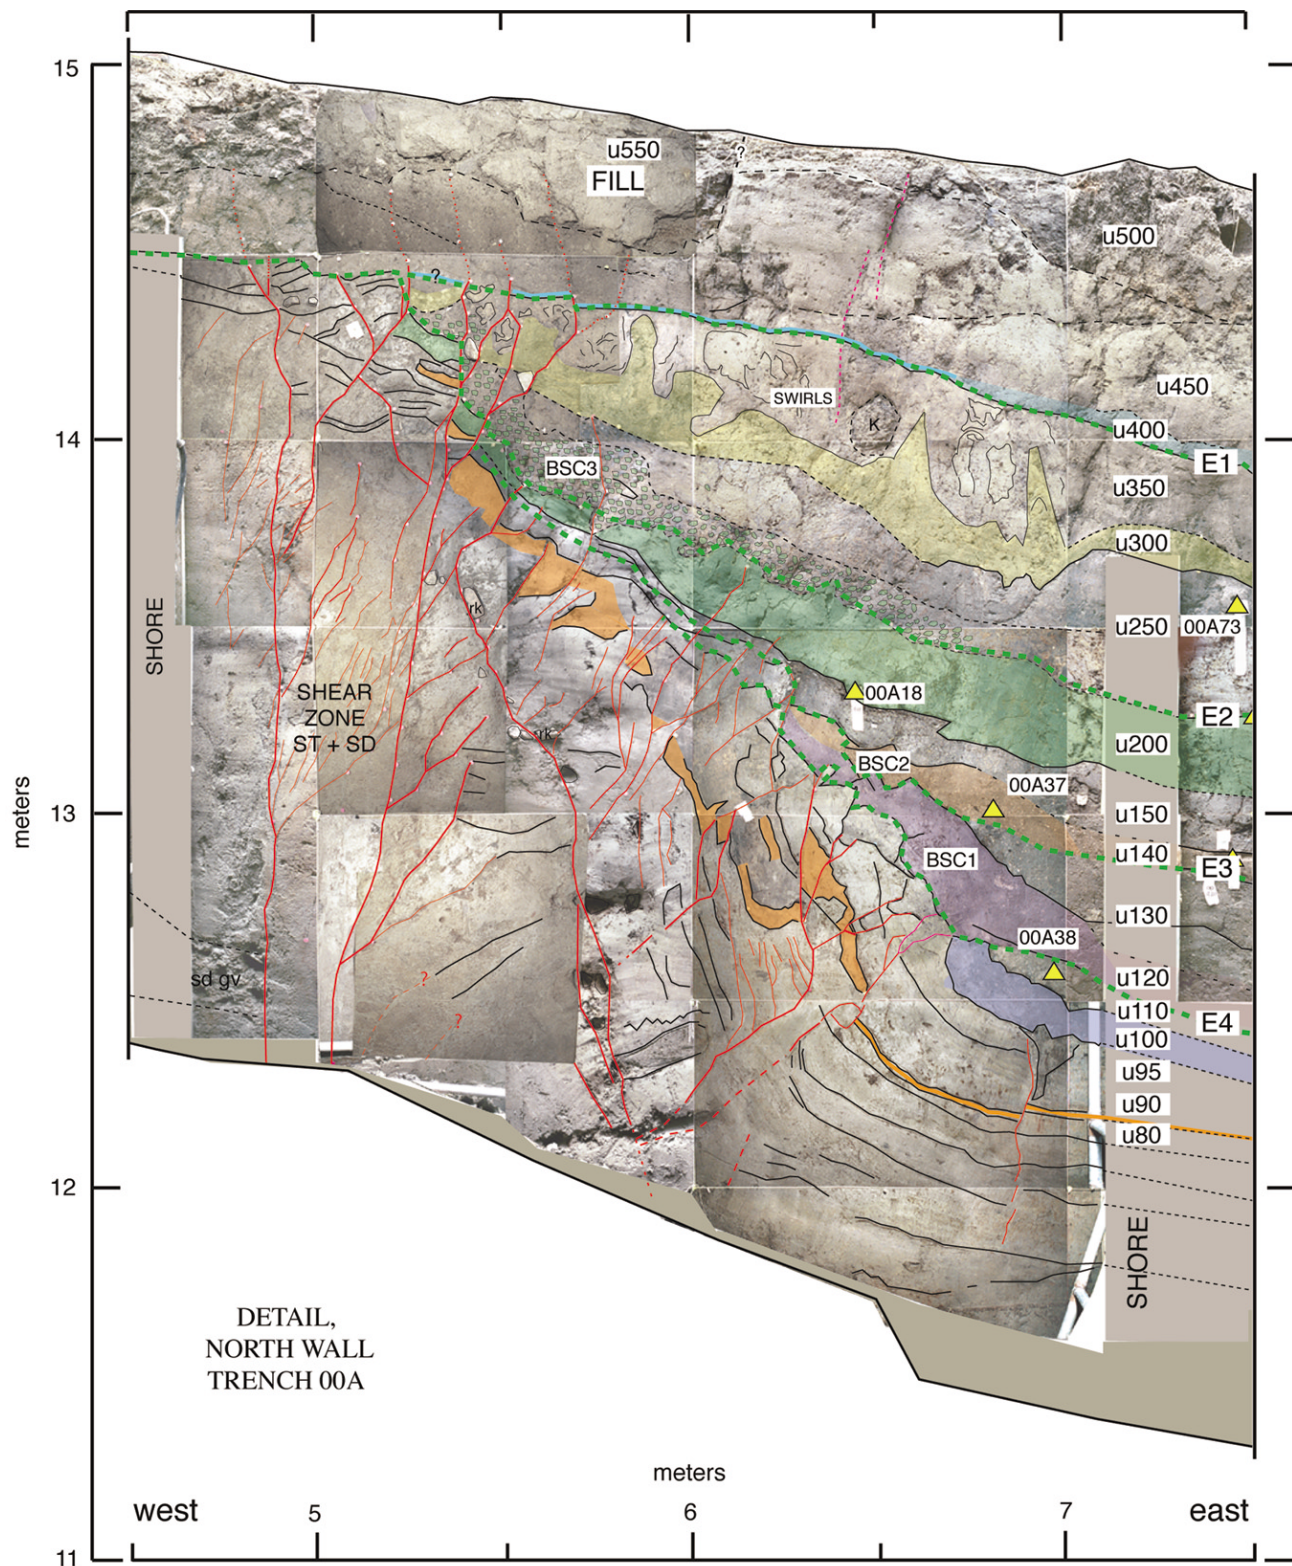 15
u550
FILL
?
u500
?
u450
SWIRLS
K
u400
14
E1
BSC3
u350
u300
rk
00A73
u250
SHORE
SHEAR
ZONE
ST + SD
00A18
E2
rk
u200
BSC2
00A37
meters
13
u150
u140
BSC1
E3
u130
00A38
sd gv
?
u120
u110
E4
?
u100
u95
u90
u80
12
SHORE
DETAIL,
NORTH WALL
TRENCH 00A
meters
west
5
6
7
east
11